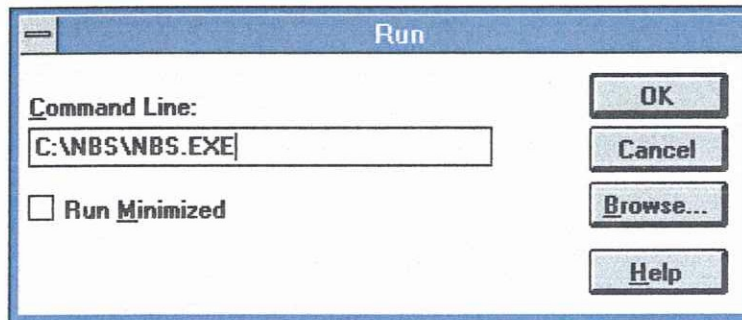 Run
Command Line:
C:\NBS\NBS.EXE
Run Minimized
OK
Cancel
Browse...
Help